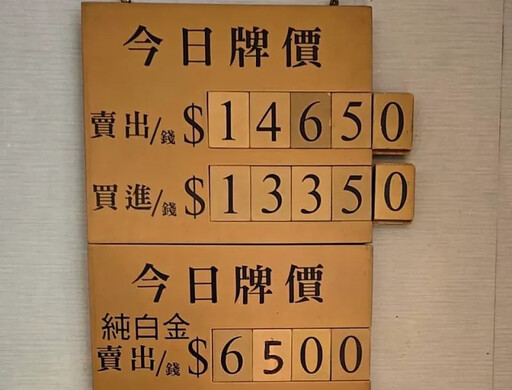 今日牌價
賣出/錢 $14650
買進/錢 $13350
今日牌價
純白金
賣出/錢 $6500